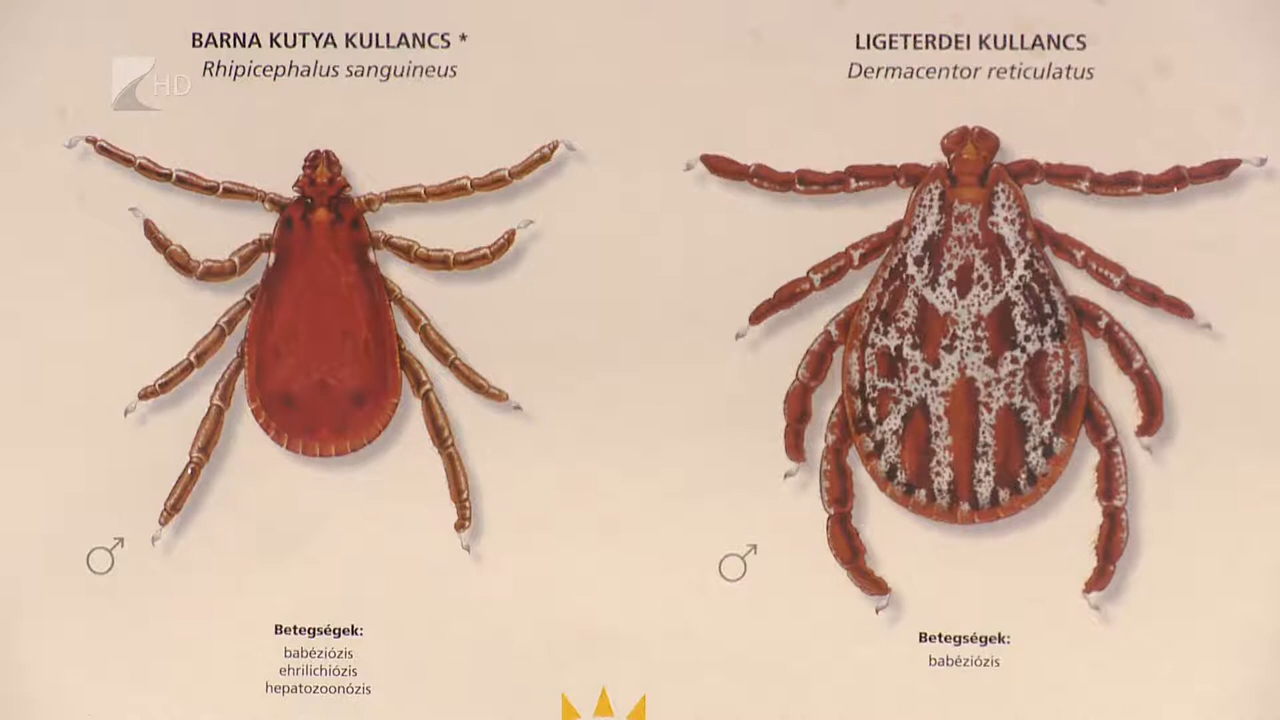 BARNA KUTYA KULLANCS *
Rhipicephalus sanguineus
HD
Betegségek:
babéziózis
ehrilichiózis
hepatozoonózis
LIGETERDEI KULLANCS
Dermacentor reticulatus
Betegségek:
babéziózis